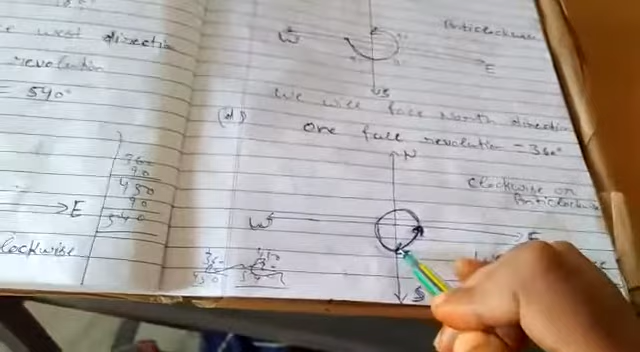 e west direction
revolution
= 540°
360
90
450
90
540
E
clockwise
Anticlockwise
W
E
S
We will face North direction
(d)
One full revolution = 360°
N
clockwise or
Anticlockwise
W
E
S